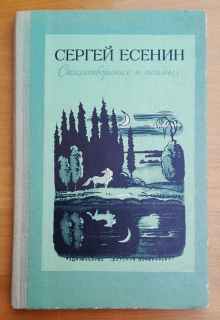 СЕРГЕЙ ЕСЕНИН
Стихотворения и поэмы
ИЗДАТЕЛЬСТВО "ДЕТСКАЯ ЛИТЕРАТУРА"